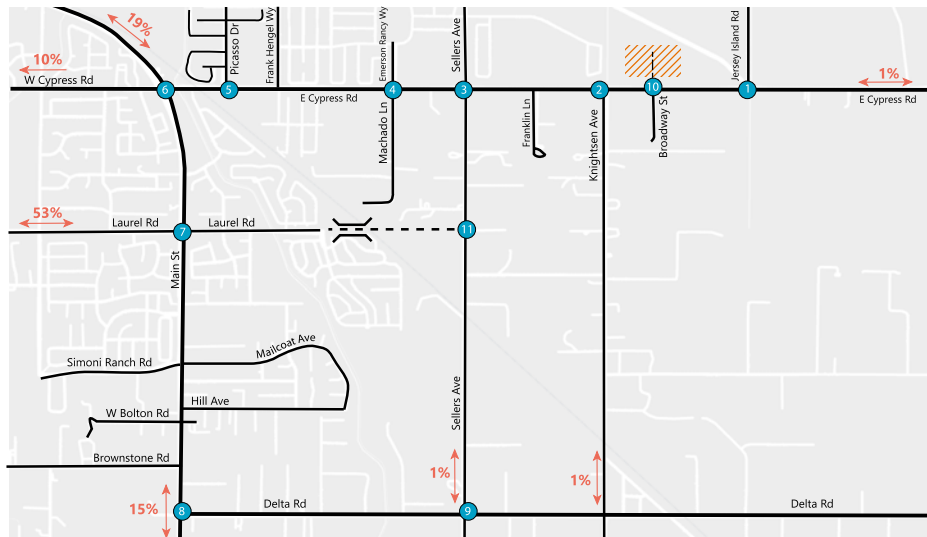 19%
10%
W Cypress Rd
Picasso Dr
Frank Hengel Wy
Emerson Rancy Wy
Sellers Ave
Jersey Island Rd
1%
6
5
4
3
2
10
1
E Cypress Rd
E Cypress Rd
Machado Ln
Franklin Ln
Knightsen Ave
Broadway St
53%
Laurel Rd
7
Laurel Rd
11
Main St
Simoni Ranch Rd
Mailcoat Ave
Hill Ave
W Bolton Rd
Sellers Ave
Brownstone Rd
1%
1%
15%
8
Delta Rd
9
Delta Rd